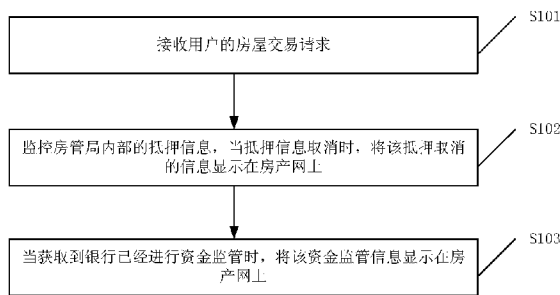 S101
接收用户的房屋交易请求
S102
监控房管局内部的抵押信息，当抵押信息取消时，将该抵押取消
的信息显示在房产网上
S103
当获取到银行已经进行资金监管时，将该资金监管信息显示在房
产网上